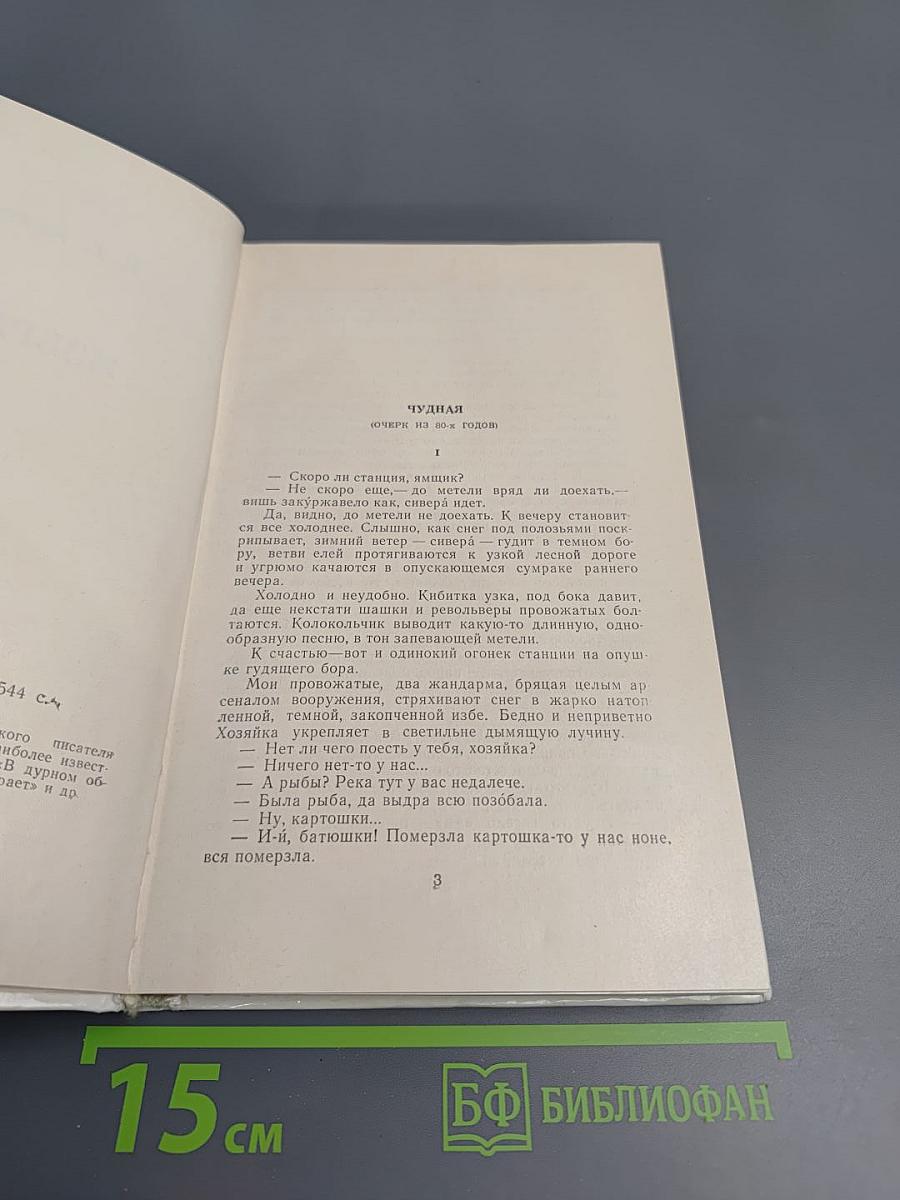 544 с.
кого писателя
иболее извест-
«В дурном об-
рает» и др.
ЧУДНАЯ
(ОЧЕРК ИЗ 80-х ГОДОВ)
I
— Скоро ли станция, ямщик?
— Не скоро еще,— до метели вряд ли доехать,—
вишь заку́ржавело как, сивера́ идет.
Да, видно, до метели не доехать. К вечеру становит-
ся все холоднее. Слышно, как снег под полозьями поск-
рипывает, зимний ветер — сивера́ — гудит в темном бо-
ру, ветви елей протягиваются к узкой лесной дороге
и угрюмо качаются в опускающемся сумраке раннего
вечера.
Холодно и неудобно. Кибитка узка, под бока давит,
да еще некстати шашки и револьверы провожатых бол-
таются. Колокольчик выводит какую-то длинную, одно-
образную песню, в тон запевающей метели.
К счастью—вот и одинокий огонек станции на опуш-
ке гудящего бора.
Мои провожатые, два жандарма, бряцая целым ар
сеналом вооружения, стряхивают снег в жарко натоп
ленной, темной, закопченной избе. Бедно и неприветно
Хозяйка укрепляет в светильне дымящую лучину.
— Нет ли чего поесть у тебя, хозяйка?
— Ничего нет-то у нас...
— А рыбы? Река тут у вас недалече.
— Была рыба, да выдра всю позо́бала.
— Ну, картошки...
— И-и́, батюшки! Померзла картошка-то у нас ноне,
вся померзла.
3
15 см
БФ БИБЛИОФАН